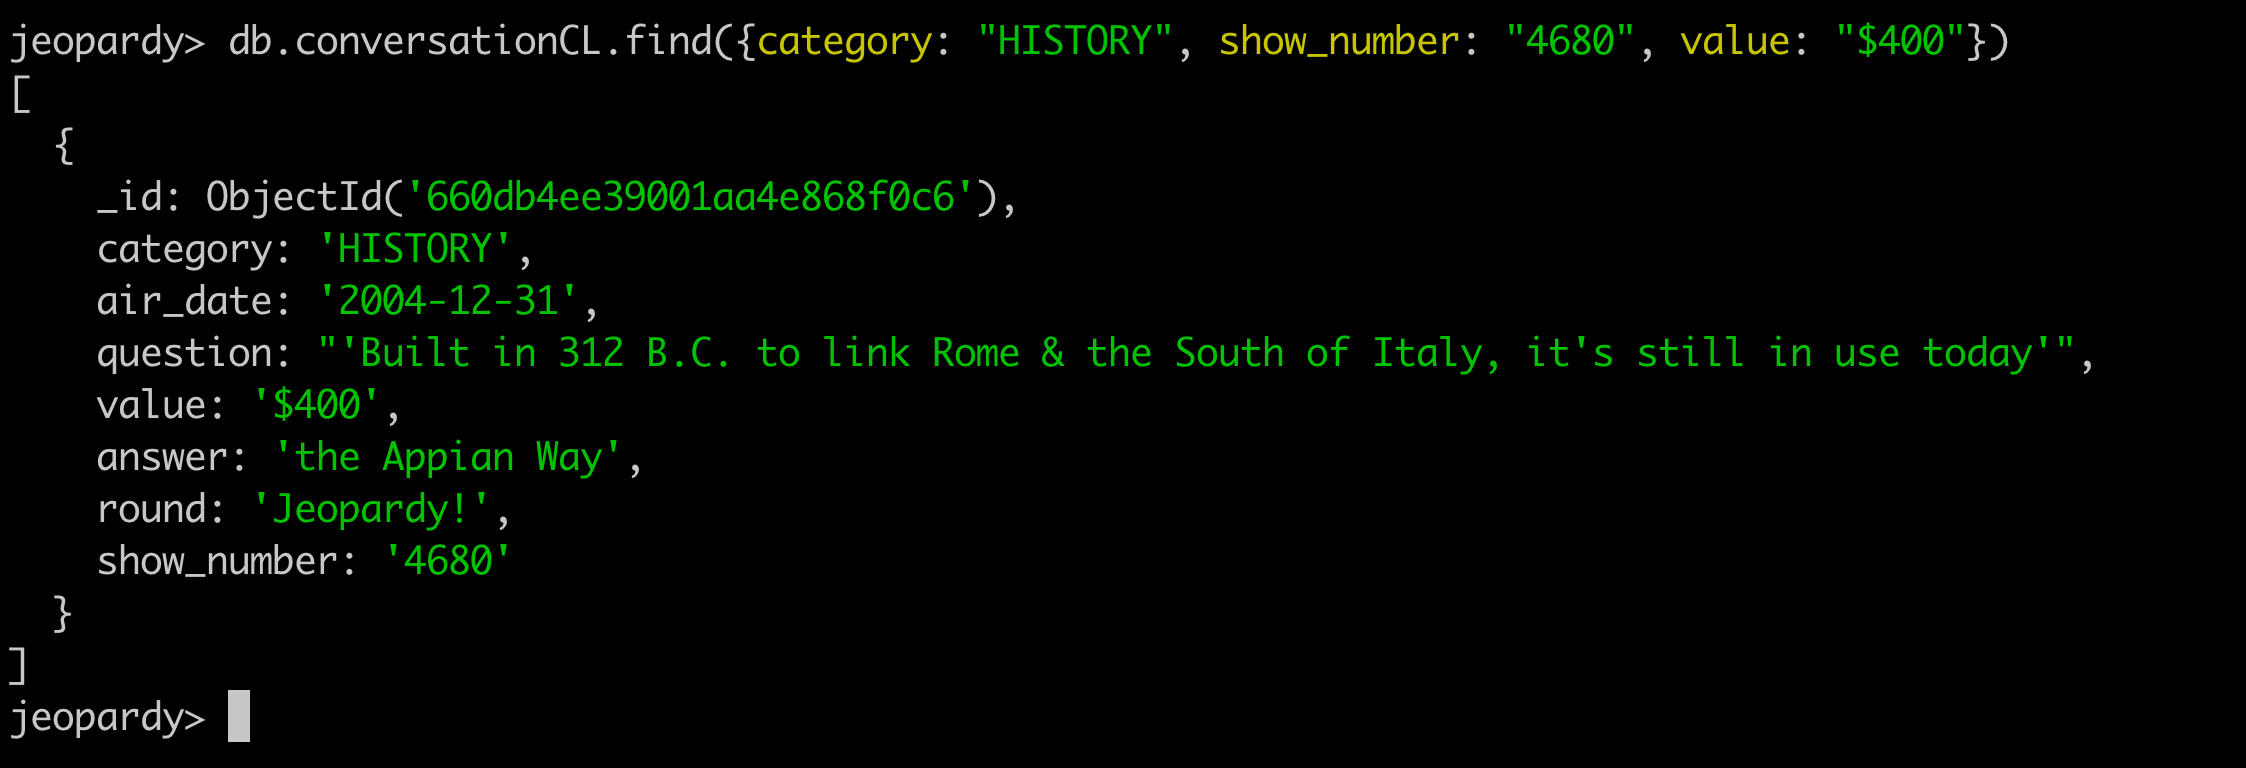 jeopardy> db.conversationCL.find({category: "HISTORY", show_number: "4680", value: "$400"})
[
  {
    _id: ObjectId('660db4ee39001aa4e868f0c6'),
    category: 'HISTORY',
    air_date: '2004-12-31',
    question: "'Built in 312 B.C. to link Rome & the South of Italy, it's still in use today'",
    value: '$400',
    answer: 'the Appian Way',
    round: 'Jeopardy!',
    show_number: '4680'
  }
]
jeopardy>